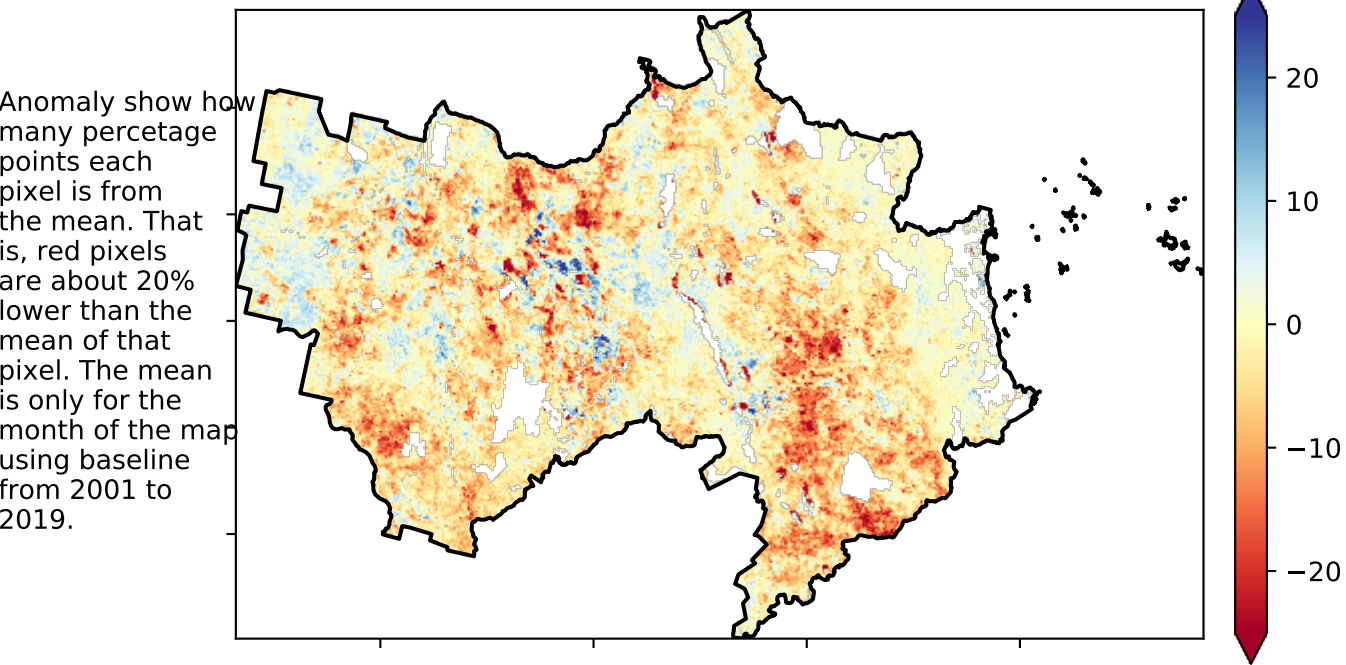 Anomaly show how
many percetage
points each
pixel is from
the mean. That
is, red pixels
are about 20%
lower than the
mean of that
pixel. The mean
is only for the
month of the map
using baseline
from 2001 to
2019.
20
10
0
−10
−20